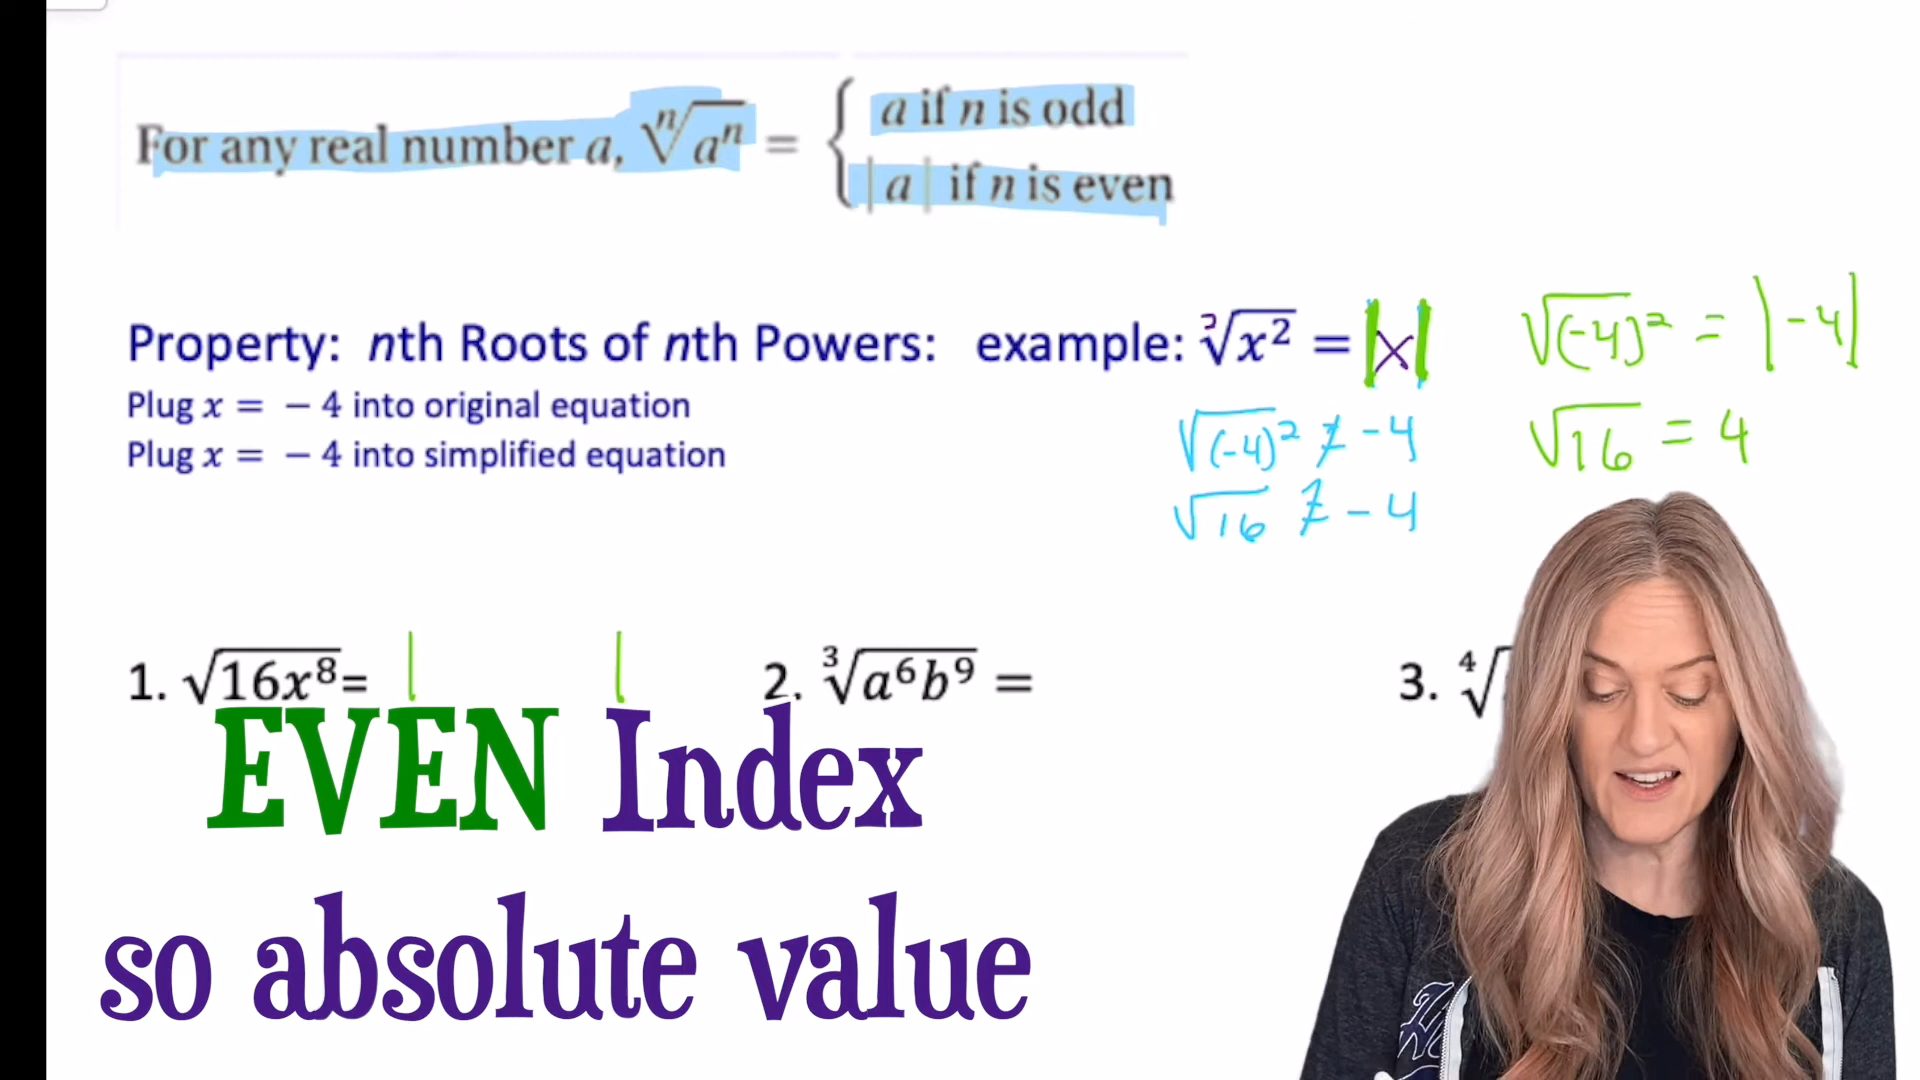 For any real number a, ⁿ√aⁿ = { a if n is odd
|a| if n is even
Property: nth Roots of nth Powers: example: ²√x² = |x|
Plug x = − 4 into original equation
Plug x = − 4 into simplified equation
√(-4)² ≠ -4
√16 ≠ -4
√(-4)² = |-4|
√16 = 4
1. √16x⁸= | |
2. ³√a⁶b⁹ =
3. ⁴√
EVEN Index
so absolute value